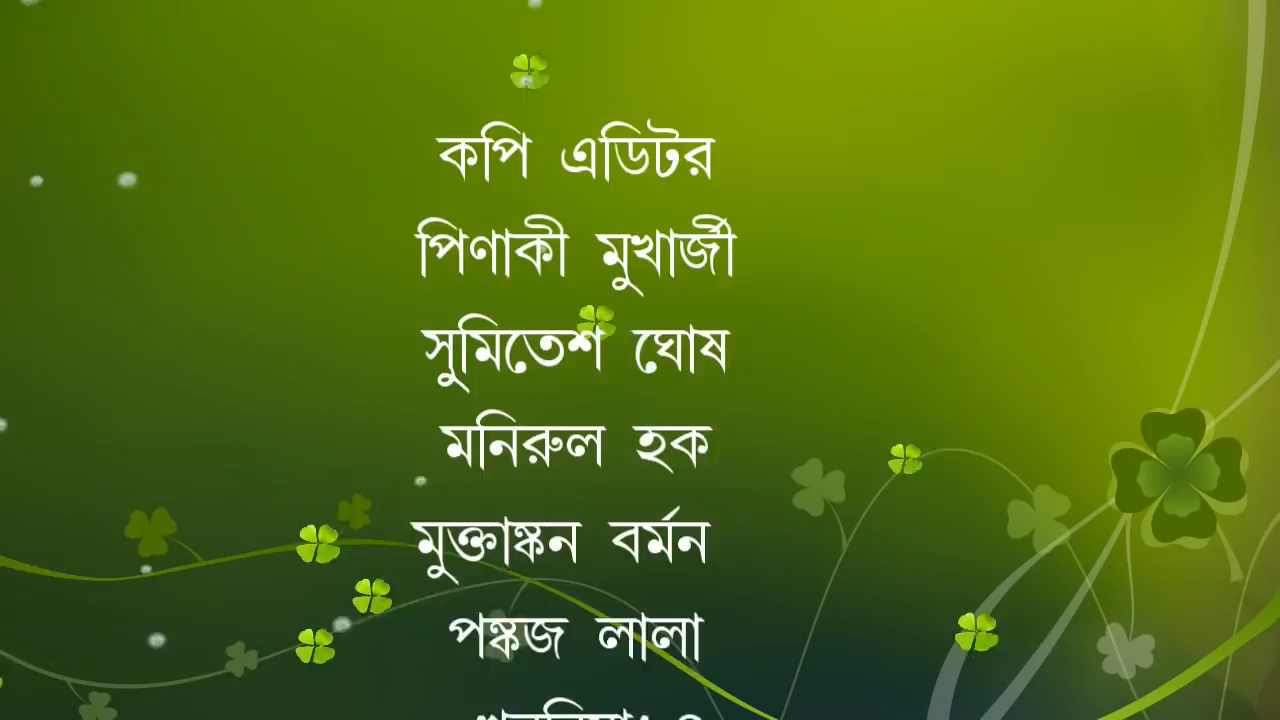 কপি এডিটর
পিণাকী মুখার্জী
সুমিতেশ ঘোষ
মনিরুল হক
মুক্তাঙ্কন বর্মন
পঙ্কজ লালা